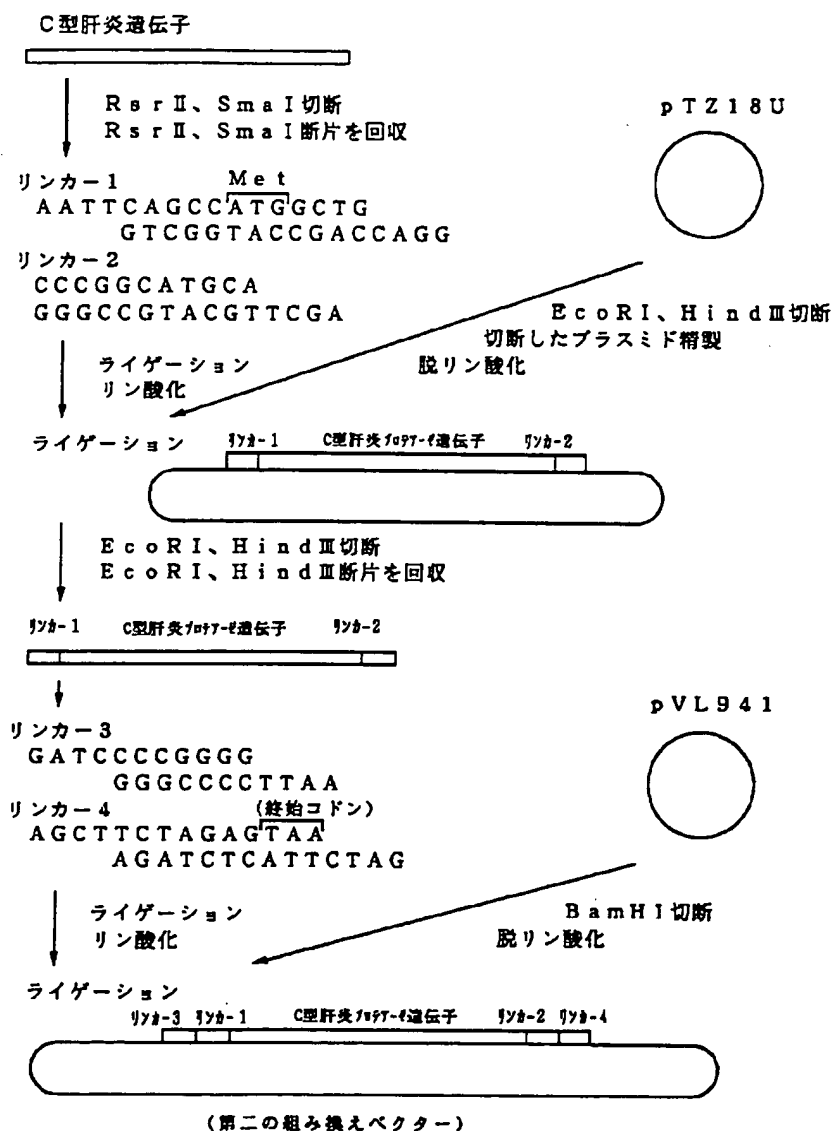 C型肝炎遺伝子
RsrⅡ、SmaI切断
RsrⅡ、SmaI断片を回収
pTZ18U
リンカー1
Met
AATTCAGCCATGGCTG
GTCGGTACCGACCAGG
リンカー2
CCCGGCATGCA
GGGCCGTACGTTCGA
EcoRI、HindⅢ切断
切断したプラスミド精製
脱リン酸化
ライゲーション
リン酸化
ライゲーション
リンカ-1 C型肝炎プロテアーゼ遺伝子 リンカ-2
EcoRI、HindⅢ切断
EcoRI、HindⅢ断片を回収
リンカ-1 C型肝炎プロテアーゼ遺伝子 リンカ-2
pVL941
リンカー3
GATCCCCGGGG
GGGCCCCTTAA
リンカー4 (終始コドン)
AGCTTCTAGAGTAA
AGATCTCATTCTAG
ライゲーション
リン酸化
BamHI切断
脱リン酸化
ライゲーション
リンカ-3 リンカ-1 C型肝炎プロテアーゼ遺伝子 リンカ-2 リンカ-4
(第二の組み換えベクター)